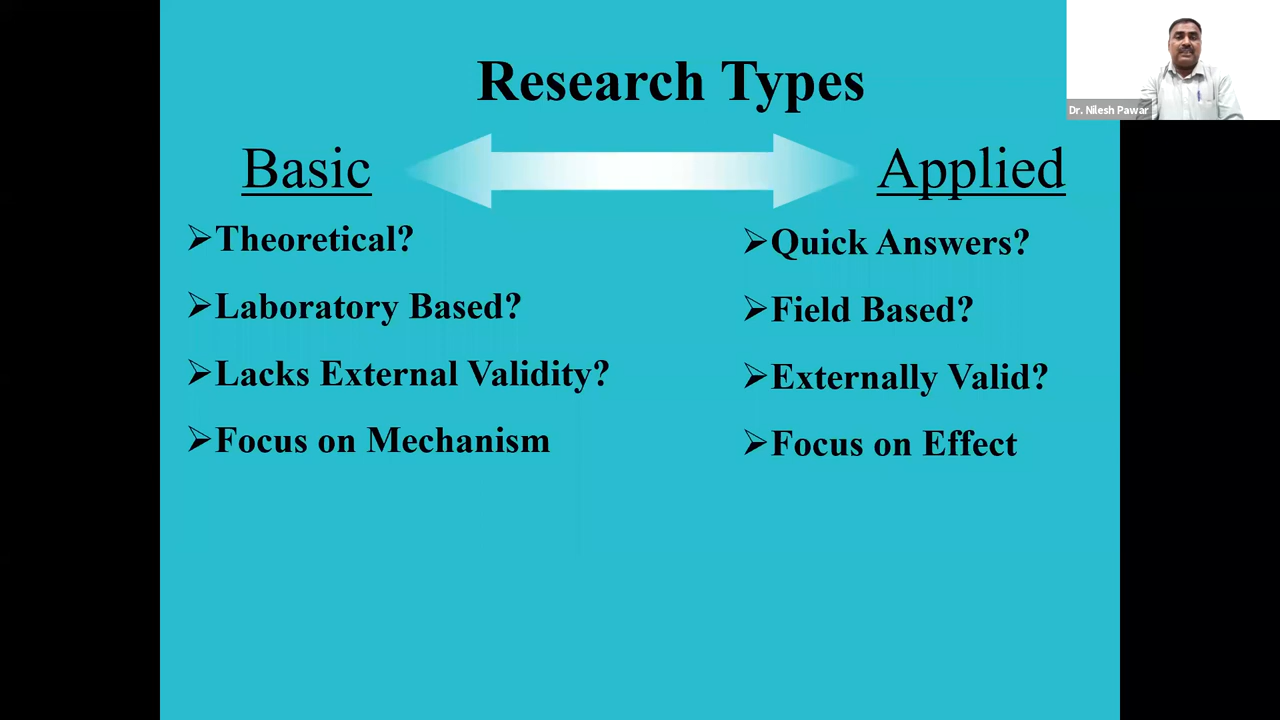 Research Types
Dr. Nilesh Pawar
Basic
Applied
➢Theoretical?
➢Laboratory Based?
➢Lacks External Validity?
➢Focus on Mechanism
➢Quick Answers?
➢Field Based?
➢Externally Valid?
➢Focus on Effect